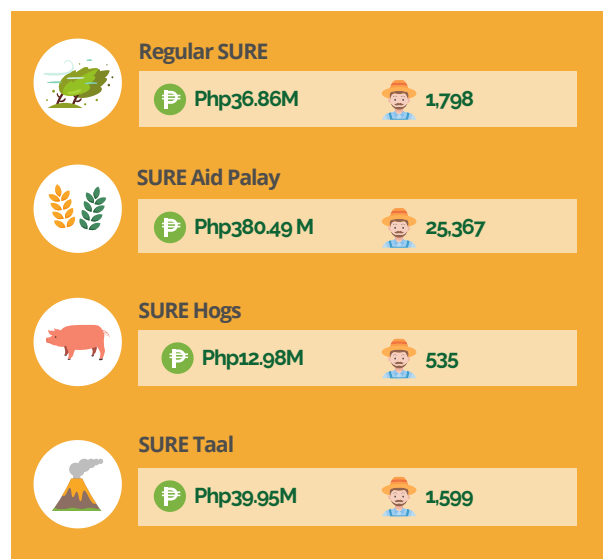 Regular SURE
Php36.86M 1,798
SURE Aid Palay
Php380.49 M 25,367
SURE Hogs
Php12.98M 535
SURE Taal
Php39.95M 1,599